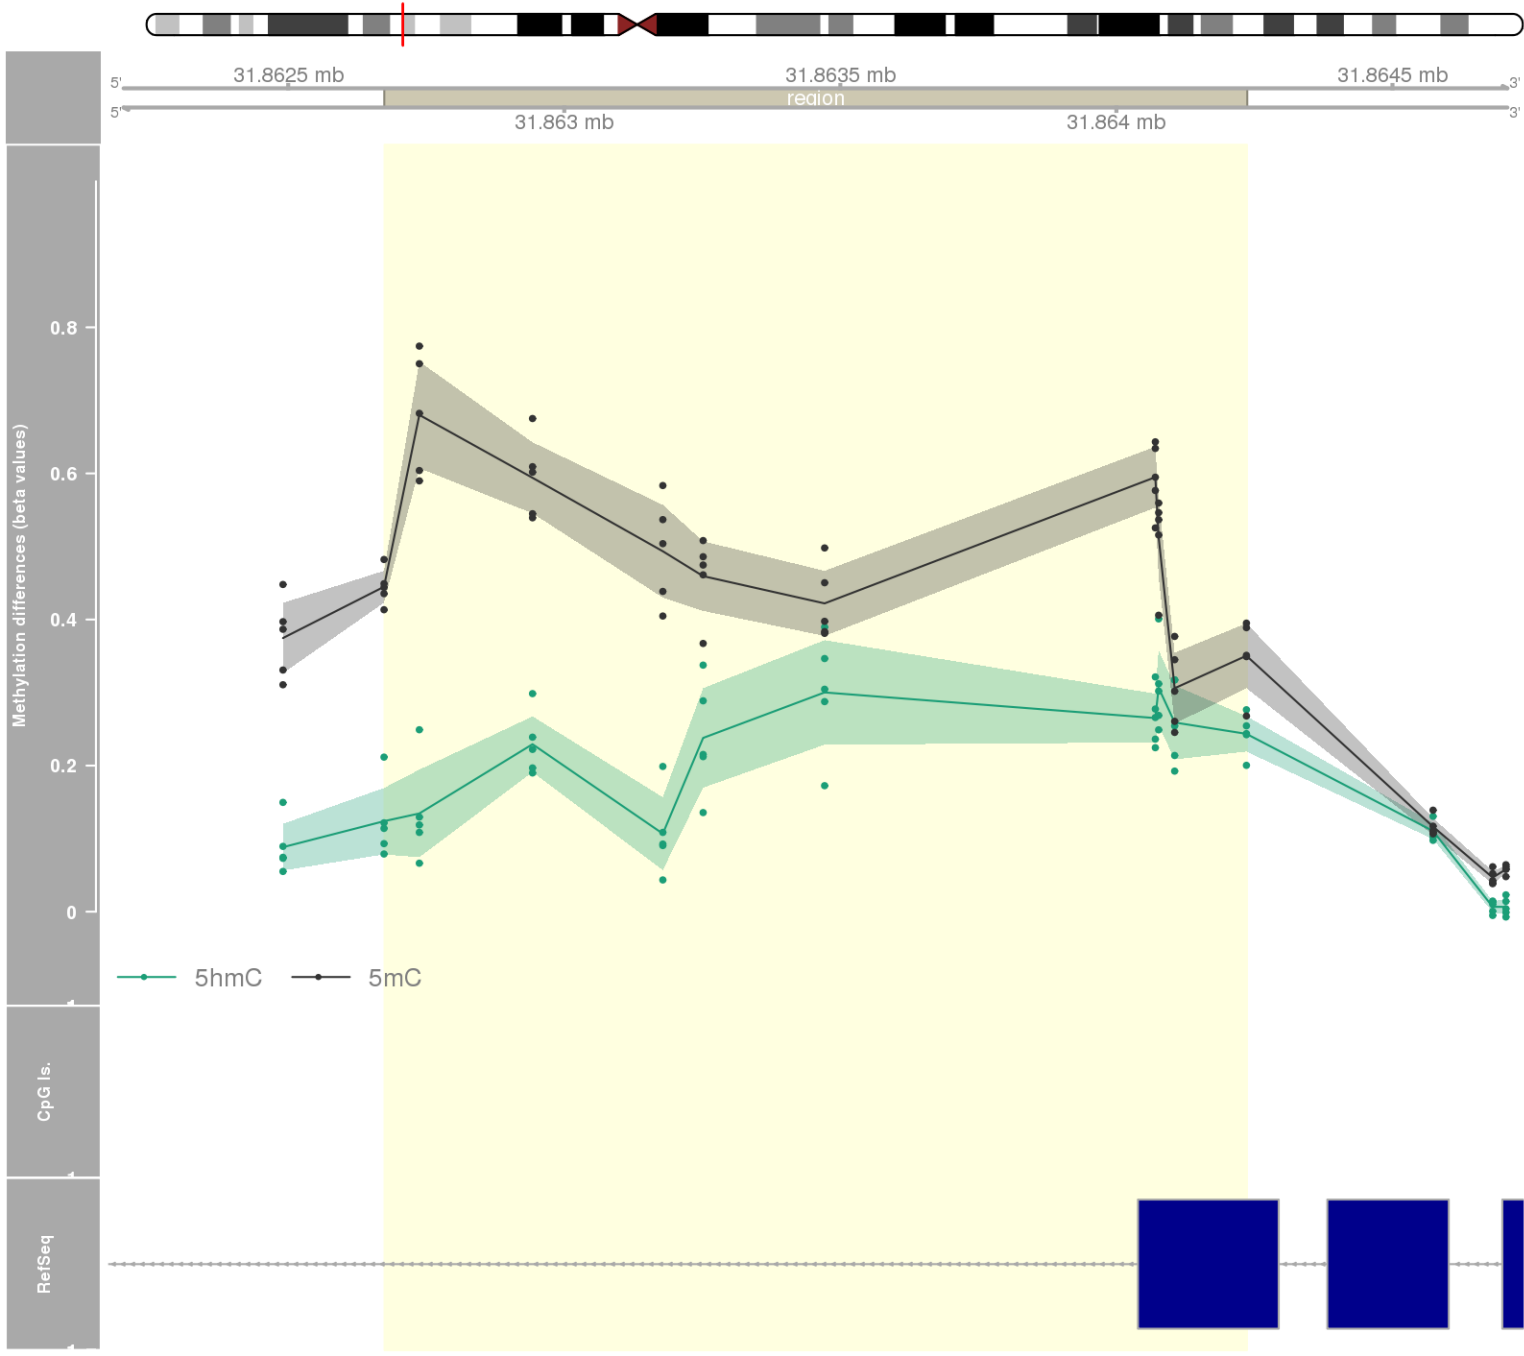 31.8625 mb
31.8635 mb
31.8645 mb
5'
3'
region
5'
3'
31.863 mb
31.864 mb
Methylation differences (beta values)
0.8
0.6
0.4
0.2
0
5hmC
5mC
CpG Is.
RefSeq